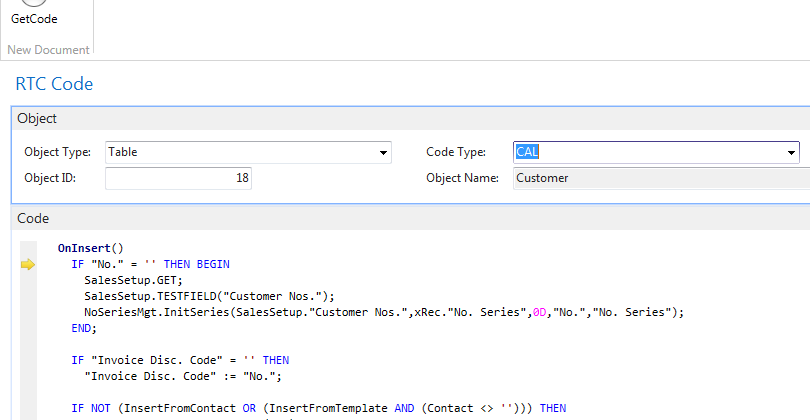 GetCode
New Document
RTC Code
Object
Object Type: Table Code Type: CAL
Object ID: 18 Object Name: Customer
Code
OnInsert()
IF "No." = '' THEN BEGIN
SalesSetup.GET;
SalesSetup.TESTFIELD("Customer Nos.");
NoSeriesMgt.InitSeries(SalesSetup."Customer Nos.",xRec."No. Series",0D,"No.","No. Series");
END;
IF "Invoice Disc. Code" = '' THEN
"Invoice Disc. Code" := "No.";
IF NOT (InsertFromContact OR (InsertFromTemplate AND (Contact <> ''))) THEN